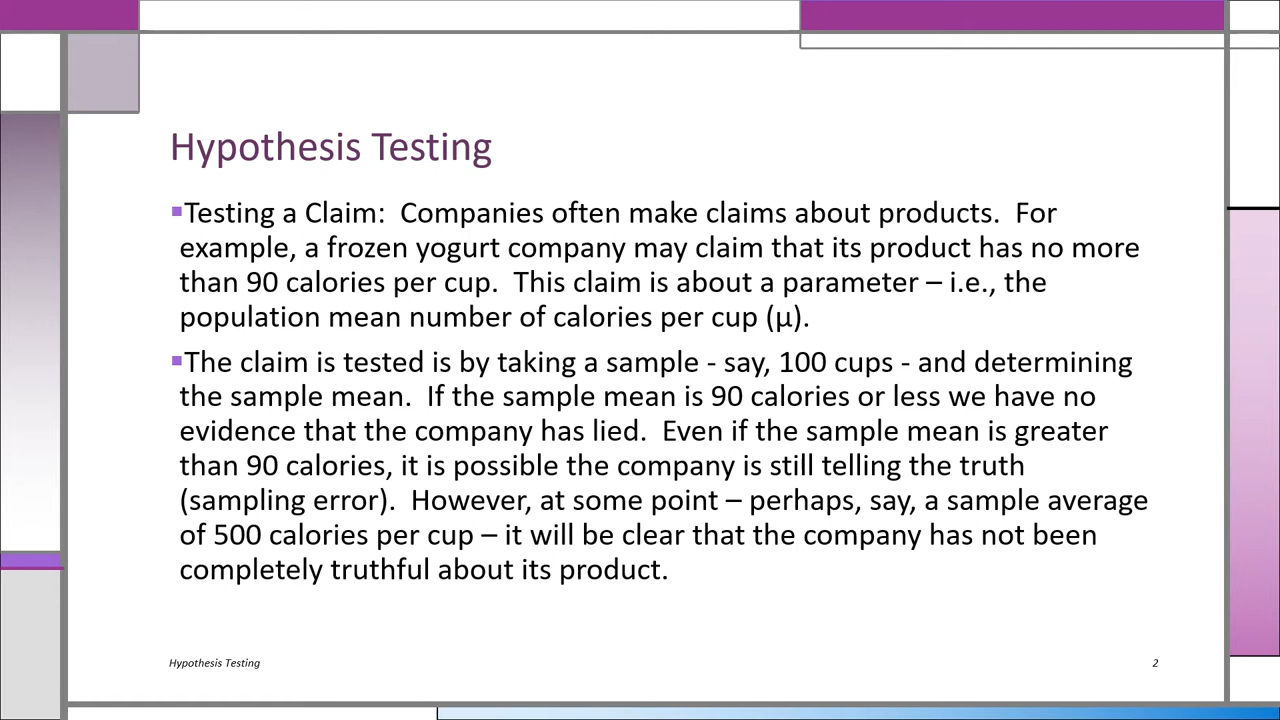 Hypothesis Testing
▪Testing a Claim:  Companies often make claims about products.  For
example, a frozen yogurt company may claim that its product has no more
than 90 calories per cup.  This claim is about a parameter – i.e., the
population mean number of calories per cup (μ).
▪The claim is tested is by taking a sample - say, 100 cups - and determining
the sample mean.  If the sample mean is 90 calories or less we have no
evidence that the company has lied.  Even if the sample mean is greater
than 90 calories, it is possible the company is still telling the truth
(sampling error).  However, at some point – perhaps, say, a sample average
of 500 calories per cup – it will be clear that the company has not been
completely truthful about its product.
Hypothesis Testing
2